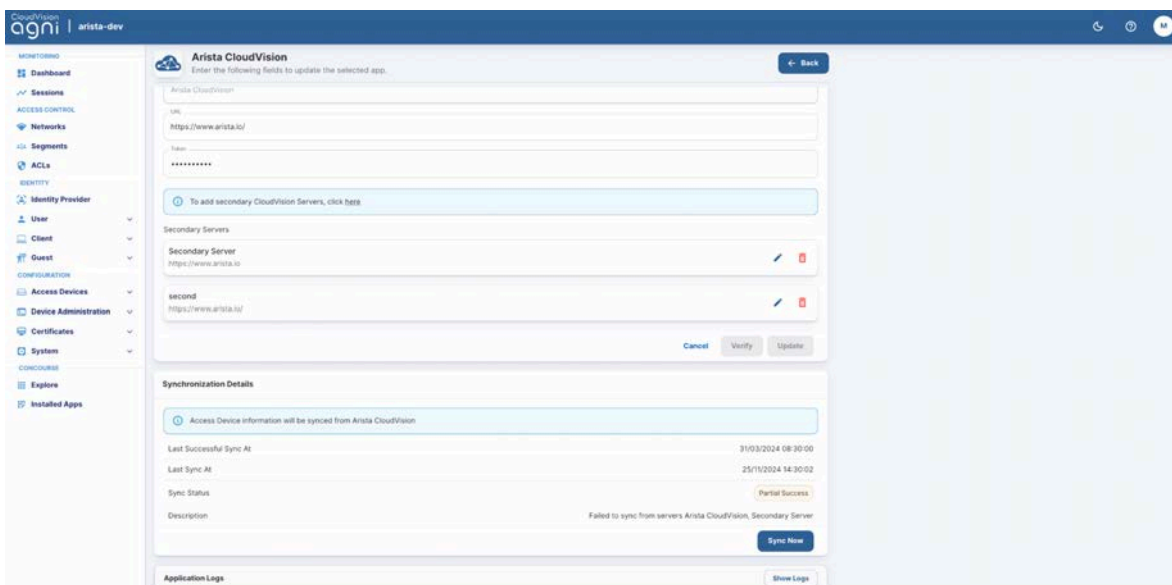 CloudVision
agni | arista-dev
M
MONITORING
Dashboard
Sessions
ACCESS CONTROL
Networks
Segments
ACLs
IDENTITY
Identity Provider
User
Client
Guest
CONFIGURATION
Access Devices
Device Administration
Certificates
System
CONCOURSE
Explore
Installed Apps
Arista CloudVision
Enter the following fields to update the selected app.
Back
Arista CloudVision
URL
https://www.arista.io/
Token
••••••••••
To add secondary CloudVision Servers, click here
Secondary Servers
Secondary Server
https://www.arista.io
second
https://www.arista.io/
Cancel Verify Update
Synchronization Details
Access Device information will be synced from Arista CloudVision
Last Successful Sync At 31/03/2024 08:30:00
Last Sync At 25/11/2024 14:30:02
Sync Status Partial Success
Description Failed to sync from servers Arista CloudVision, Secondary Server
Sync Now
Application Logs Show Logs